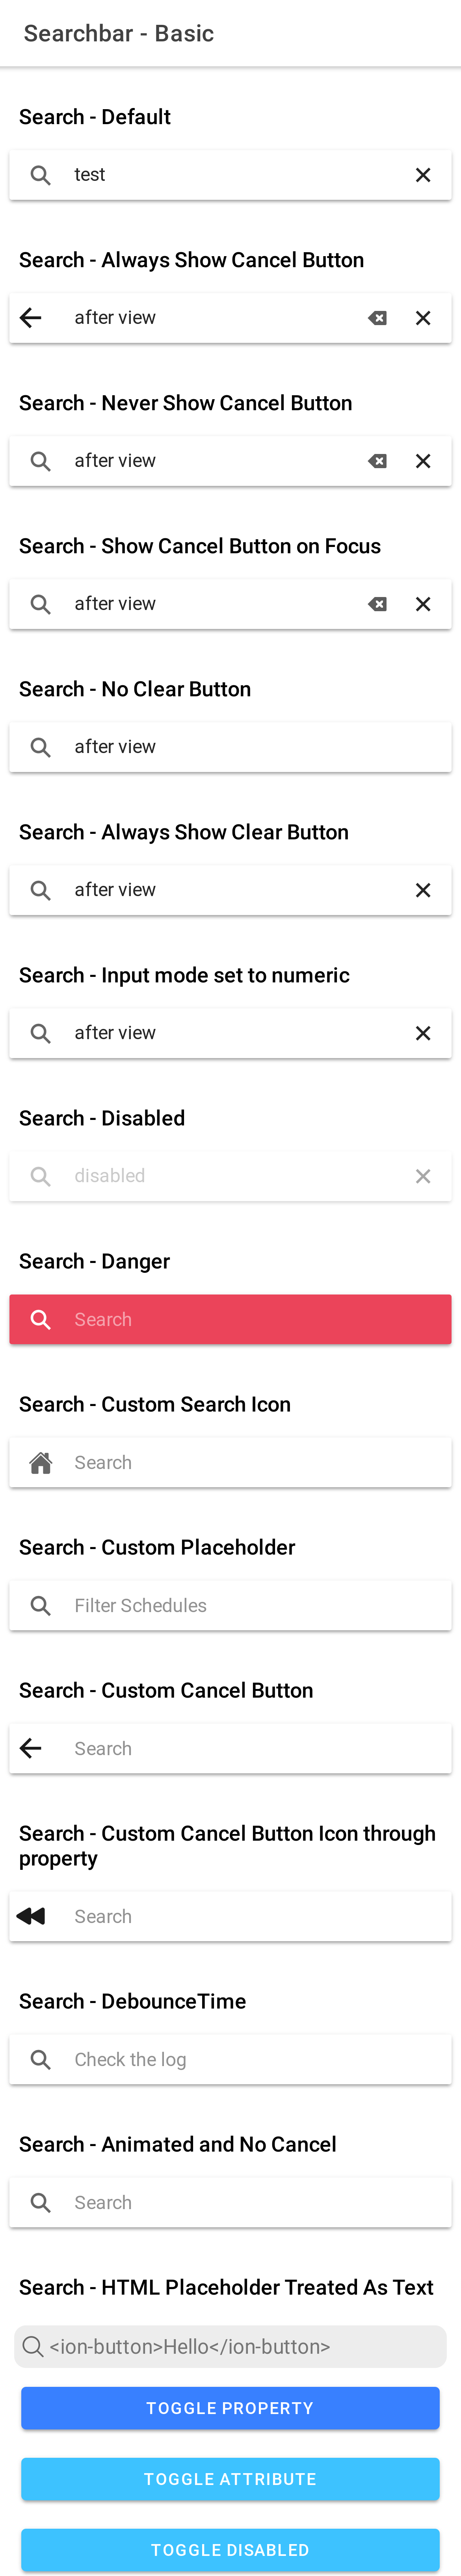 Searchbar - Basic
Search - Default
test
Search - Always Show Cancel Button
after view
Search - Never Show Cancel Button
after view
Search - Show Cancel Button on Focus
after view
Search - No Clear Button
after view
Search - Always Show Clear Button
after view
Search - Input mode set to numeric
after view
Search - Disabled
disabled
Search - Danger
Search
Search - Custom Search Icon
Search
Search - Custom Placeholder
Filter Schedules
Search - Custom Cancel Button
Search
Search - Custom Cancel Button Icon through
property
Search
Search - DebounceTime
Check the log
Search - Animated and No Cancel
Search
Search - HTML Placeholder Treated As Text
<ion-button>Hello</ion-button>
TOGGLE PROPERTY
TOGGLE ATTRIBUTE
TOGGLE DISABLED